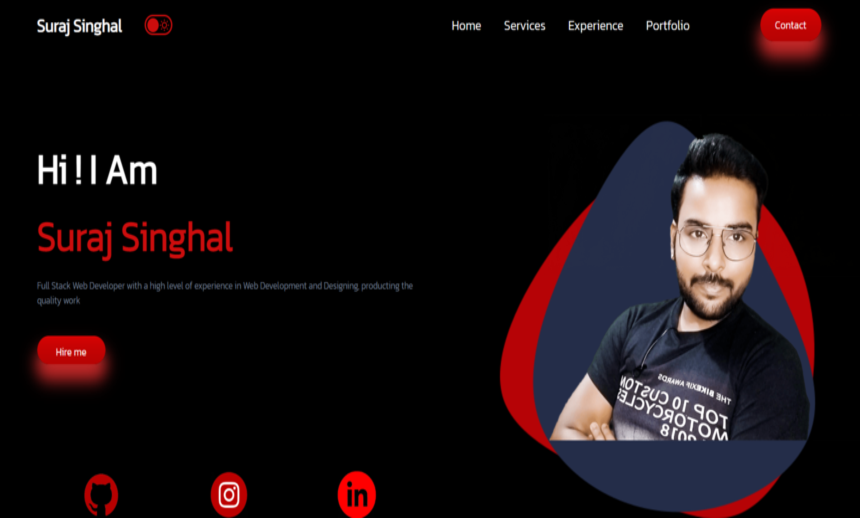 Suraj Singhal
Home Services Experience Portfolio Contact
Hi ! I Am
Suraj Singhal
Full Stack Web Developer with a high level of experience in Web Development and Designing, producting the
quality work
Hire me
THE BIKEXIF AWARDS
TOP 10 CUSTOM
MOTORCYCLES
2018
in